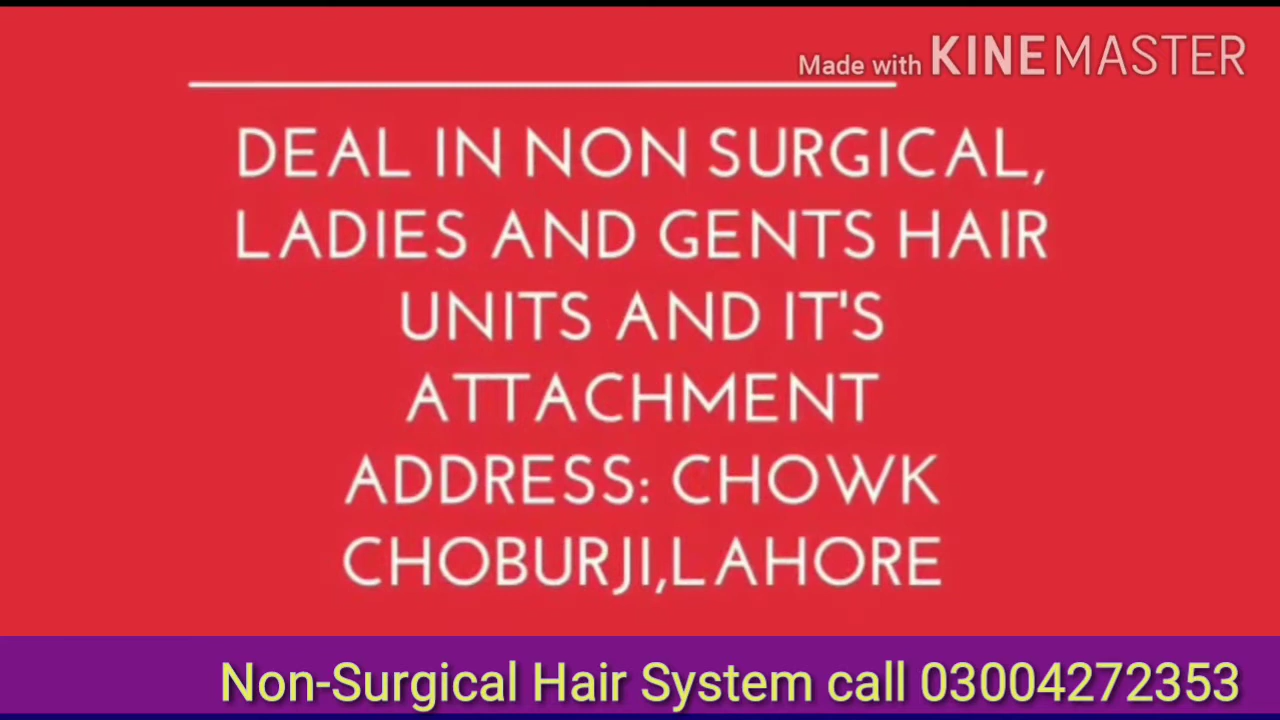 Made with KINEMASTER
DEAL IN NON SURGICAL,
LADIES AND GENTS HAIR
UNITS AND IT'S
ATTACHMENT
ADDRESS: CHOWK
CHOBURJI,LAHORE
Non-Surgical Hair System call 03004272353